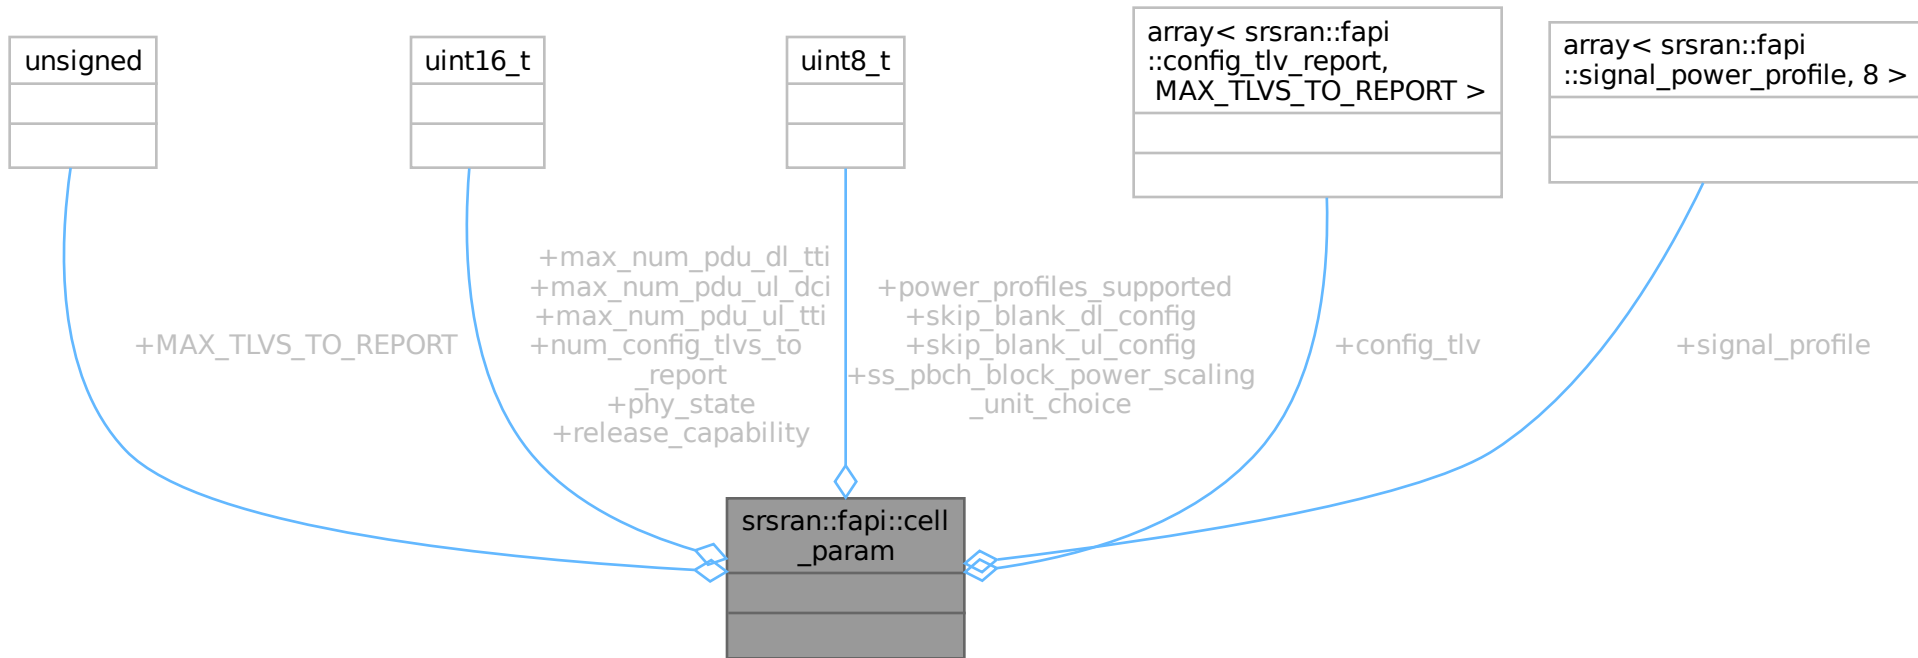 unsigned
uint16_t
uint8_t
array< srsran::fapi
::config_tlv_report,
MAX_TLVS_TO_REPORT >
array< srsran::fapi
::signal_power_profile, 8 >
+MAX_TLVS_TO_REPORT
+max_num_pdu_dl_tti
+max_num_pdu_ul_dci
+max_num_pdu_ul_tti
+num_config_tlvs_to
_report
+phy_state
+release_capability
+power_profiles_supported
+skip_blank_dl_config
+skip_blank_ul_config
+ss_pbch_block_power_scaling
_unit_choice
+config_tlv
+signal_profile
srsran::fapi::cell
_param